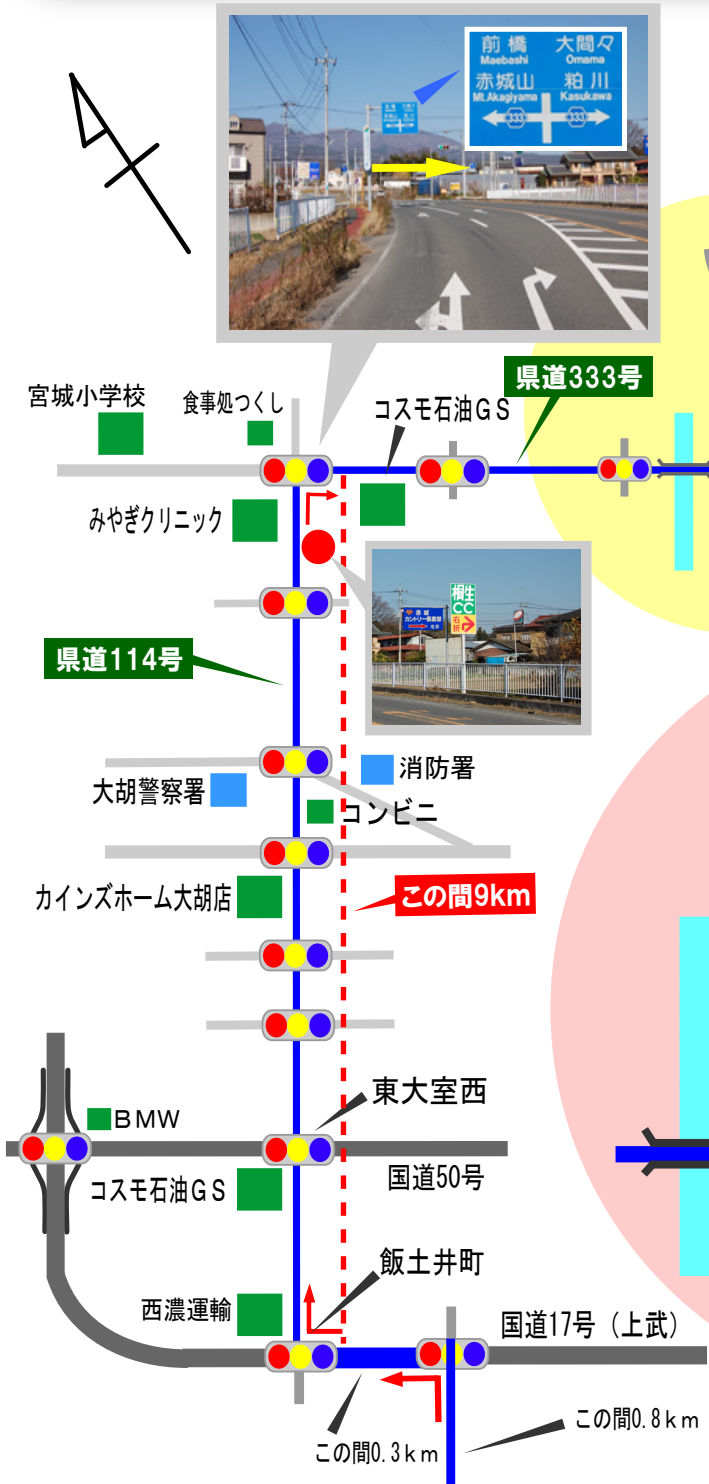 前橋 大間々
Maebashi Omama
赤城山 粕川
Mt.Akagiyama Kasukawa
333 333
県道333号
宮城小学校
食事処つくし
コスモ石油GS
みやぎクリニック
桐生
CC
右折
赤城
カントリー倶楽部
県道114号
消防署
大胡警察署
コンビニ
カインズホーム大胡店
この間9km
東大室西
BMW
国道50号
コスモ石油GS
飯土井町
西濃運輸
国道17号(上武)
この間0.8km
この間0.3km